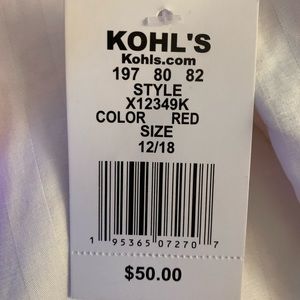 KOHL'S
Kohls.com
197 80 82
STYLE
X12349K
COLOR RED
SIZE
12/18
1 95365 07270 7
$50.00